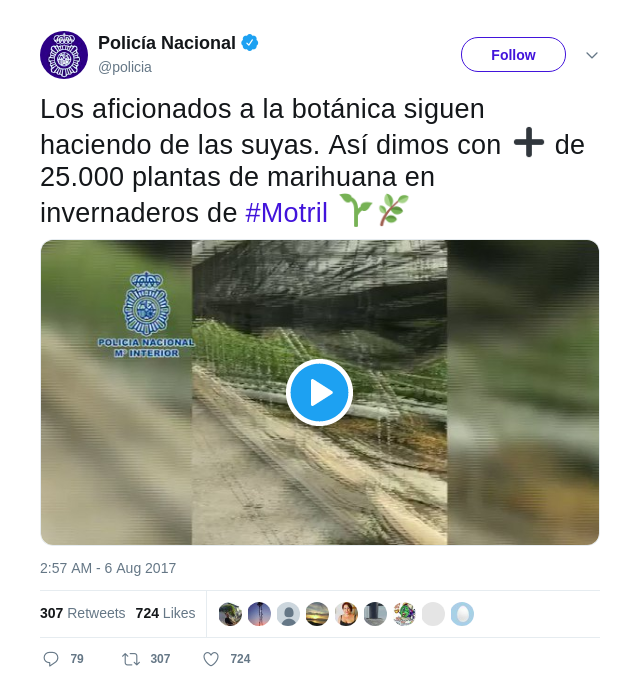 Policía Nacional
@policia
Follow
Los aficionados a la botánica siguen
haciendo de las suyas. Así dimos con ➕ de
25.000 plantas de marihuana en
invernaderos de #Motril 🌱🌿
POLICIA NACIONAL
Mº INTERIOR
2:57 AM - 6 Aug 2017
307 Retweets 724 Likes
79 307 724